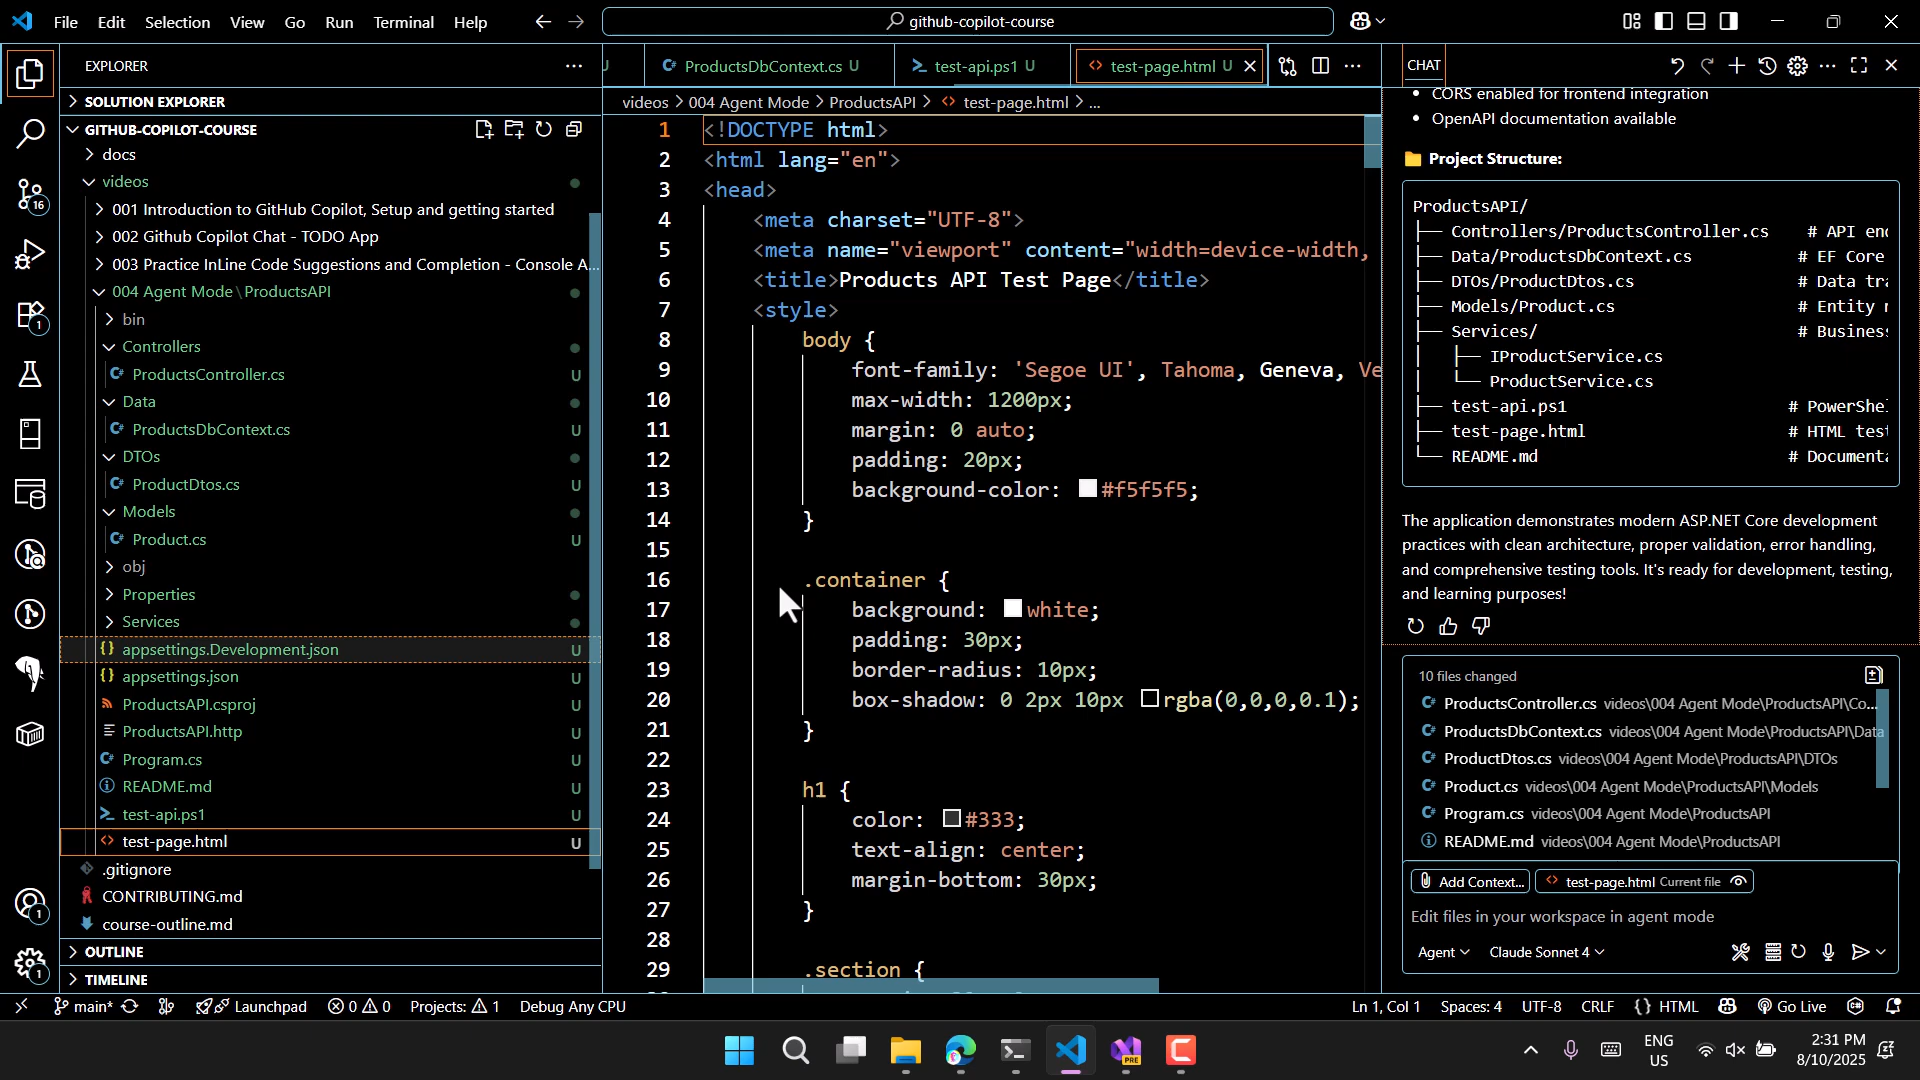 File Edit Selection View Go Run Terminal Help
github-copilot-course
EXPLORER
SOLUTION EXPLORER
GITHUB-COPILOT-COURSE
docs
videos
001 Introduction to GitHub Copilot, Setup and getting started
002 Github Copilot Chat - TODO App
003 Practice InLine Code Suggestions and Completion - Console A...
004 Agent Mode\ProductsAPI
bin
Controllers
ProductsController.cs U
Data
ProductsDbContext.cs U
DTOs
ProductDtos.cs U
Models
Product.cs U
obj
Properties
Services
appsettings.Development.json U
appsettings.json U
ProductsAPI.csproj U
ProductsAPI.http U
Program.cs U
README.md U
test-api.ps1 U
test-page.html U
.gitignore
CONTRIBUTING.md
course-outline.md
OUTLINE
TIMELINE
16
1
1
1
U ProductsDbContext.cs U test-api.ps1 U test-page.html U
videos > 004 Agent Mode > ProductsAPI > test-page.html > ...
1 <!DOCTYPE html>
2 <html lang="en">
3 <head>
4 <meta charset="UTF-8">
5 <meta name="viewport" content="width=device-width,
6 <title>Products API Test Page</title>
7 <style>
8 body {
9 font-family: 'Segoe UI', Tahoma, Geneva, Ve
10 max-width: 1200px;
11 margin: 0 auto;
12 padding: 20px;
13 background-color: #f5f5f5;
14 }
15
16 .container {
17 background: white;
18 padding: 30px;
19 border-radius: 10px;
20 box-shadow: 0 2px 10px rgba(0,0,0,0.1);
21 }
22
23 h1 {
24 color: #333;
25 text-align: center;
26 margin-bottom: 30px;
27 }
28
29 .section {
CHAT
• CORS enabled for frontend integration
• OpenAPI documentation available
Project Structure:
ProductsAPI/
├── Controllers/ProductsController.cs # API en
├── Data/ProductsDbContext.cs # EF Core
├── DTOs/ProductDtos.cs # Data tra
├── Models/Product.cs # Entity
├── Services/ # Busines
│ ├── IProductService.cs
│ └── ProductService.cs
├── test-api.ps1 # PowerShe
├── test-page.html # HTML test
└── README.md # Documenta
The application demonstrates modern ASP.NET Core development
practices with clean architecture, proper validation, error handling,
and comprehensive testing tools. It's ready for development, testing,
and learning purposes!
10 files changed
ProductsController.cs videos\004 Agent Mode\ProductsAPI\Co...
ProductsDbContext.cs videos\004 Agent Mode\ProductsAPI\Data
ProductDtos.cs videos\004 Agent Mode\ProductsAPI\DTOs
Product.cs videos\004 Agent Mode\ProductsAPI\Models
Program.cs videos\004 Agent Mode\ProductsAPI
README.md videos\004 Agent Mode\ProductsAPI
Add Context... test-page.html Current file
Edit files in your workspace in agent mode
Agent Claude Sonnet 4
main* Launchpad 0 0 Projects: 1 Debug Any CPU Ln 1, Col 1 Spaces: 4 UTF-8 CRLF {} HTML Go Live
PRE
ENG
US
2:31 PM
8/10/2025